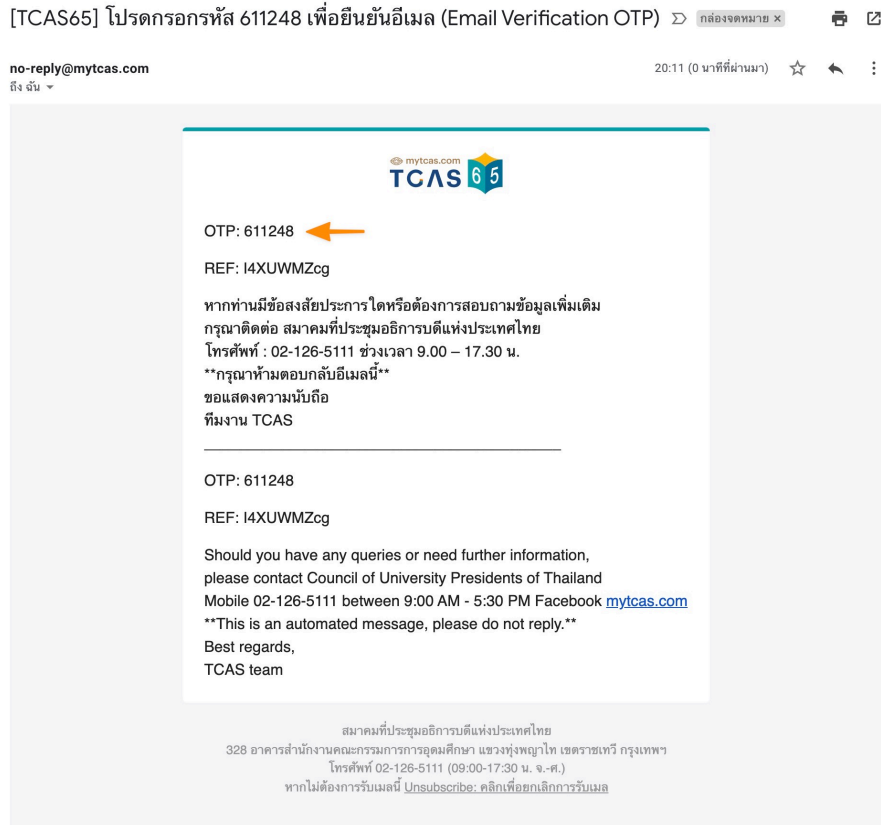 [TCAS65] โปรดกรอกรหัส 611248 เพื่อยืนยันอีเมล (Email Verification OTP) กล่องจดหมาย ×
no-reply@mytcas.com 20:11 (0 นาทีที่ผ่านมา)
ถึง ฉัน
mytcas.com
TCAS 65
OTP: 611248
REF: l4XUWMZcg
หากท่านมีข้อสงสัยประการใดหรือต้องการสอบถามข้อมูลเพิ่มเติม
กรุณาติดต่อ สมาคมที่ประชุมอธิการบดีแห่งประเทศไทย
โทรศัพท์ : 02-126-5111 ช่วงเวลา 9.00 – 17.30 น.
**กรุณาห้ามตอบกลับอีเมลนี้**
ขอแสดงความนับถือ
ทีมงาน TCAS
OTP: 611248
REF: l4XUWMZcg
Should you have any queries or need further information,
please contact Council of University Presidents of Thailand
Mobile 02-126-5111 between 9:00 AM - 5:30 PM Facebook mytcas.com
**This is an automated message, please do not reply.**
Best regards,
TCAS team
สมาคมที่ประชุมอธิการบดีแห่งประเทศไทย
328 อาคารสำนักงานคณะกรรมการการอุดมศึกษา แขวงทุ่งพญาไท เขตราชเทวี กรุงเทพฯ
โทรศัพท์ 02-126-5111 (09:00-17:30 น. จ.-ศ.)
หากไม่ต้องการรับเมลนี้ Unsubscribe: คลิกเพื่อยกเลิกการรับเมล